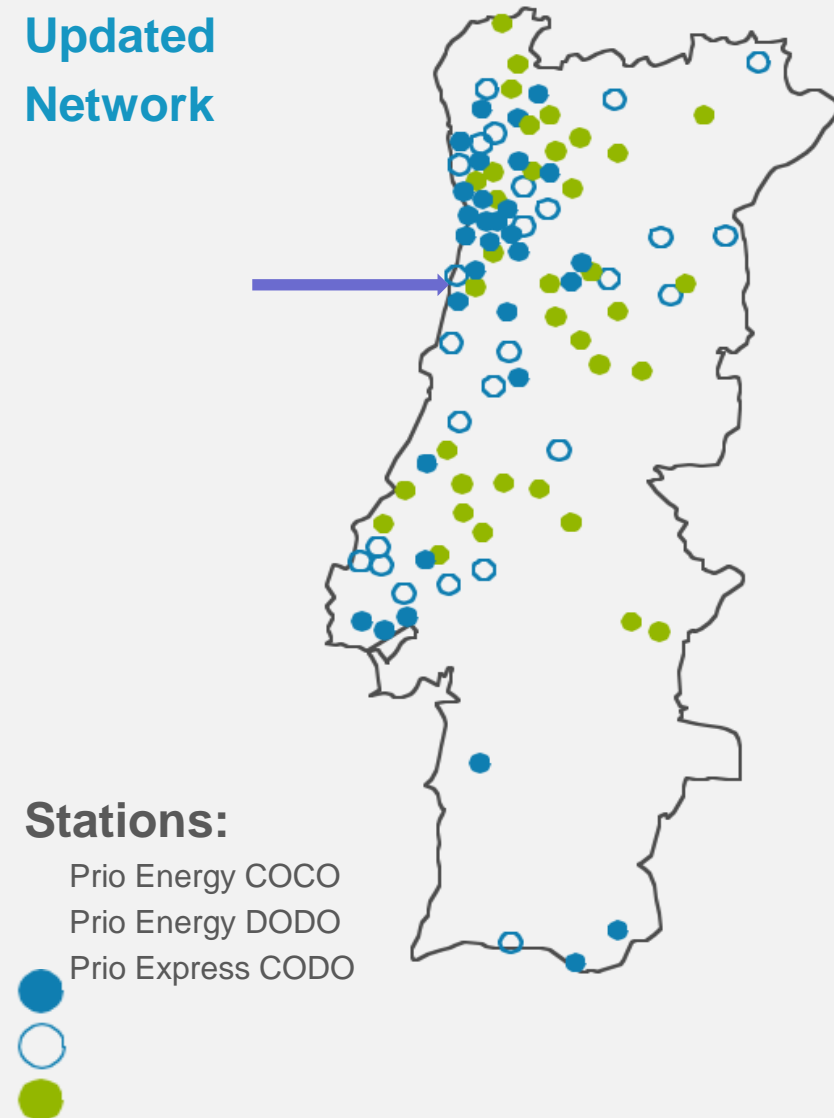 Updated
Network
Stations:
Prio Energy COCO
Prio Energy DODO
Prio Express CODO